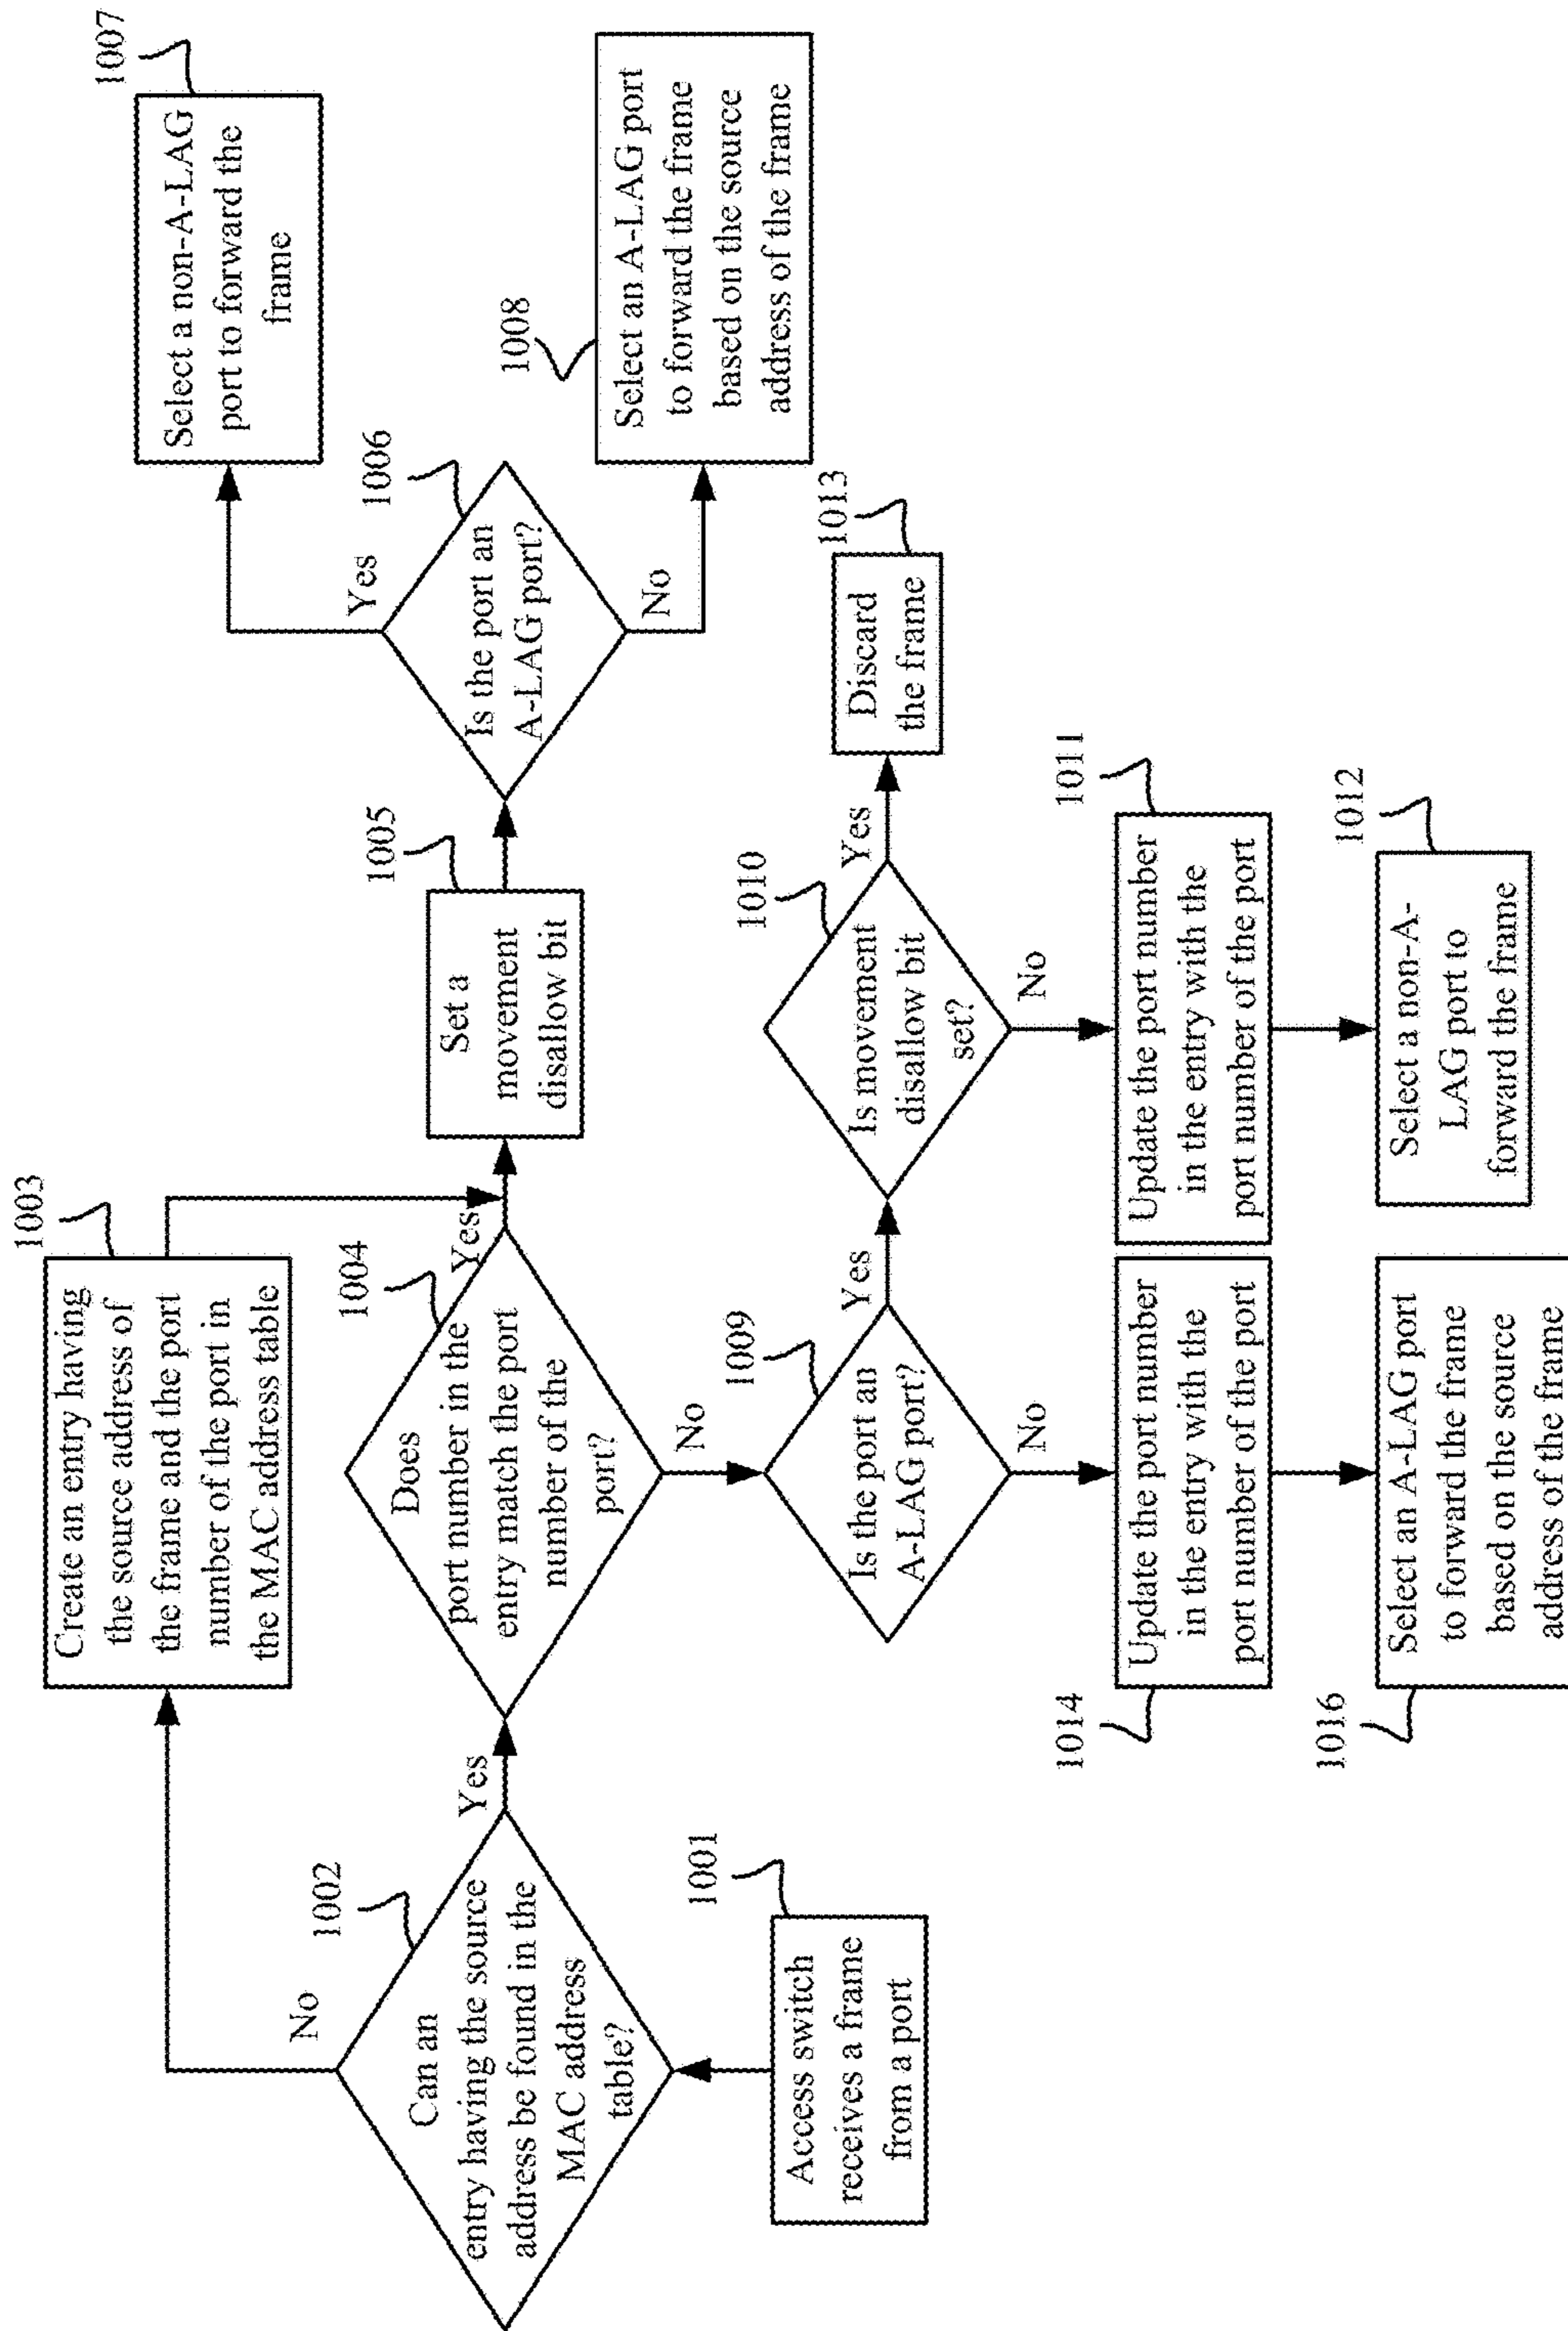 1003
Create an entry having
the source address of
the frame and the port
number of the port in
the MAC address table
1007
Select a non-A-LAG
port to forward the
frame
No
1002
Can an
entry having the source
address be found in the
MAC address
table?
Yes
1004
Does
port number in the
entry match the port
number of the
port?
Yes
1005
Set a
movement
disallow bit
1006
Is the port an
A-LAG port?
Yes
No
1008
Select an A-LAG port
to forward the frame
based on the source
address of the frame
1001
Access switch
receives a frame
from a port
No
1009
Is the port an
A-LAG port?
Yes
1010
Is movement
disallow bit
set?
Yes
1013
Discard
the frame
No
No
1014
Update the port number
in the entry with the
port number of the port
1011
Update the port number
in the entry with the
port number of the port
1016
Select an A-LAG port
to forward the frame
based on the source
address of the frame
1012
Select a non-A-
LAG port to
forward the frame